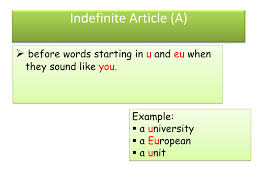 Indefinite Article (A)
➢ before words starting in u and eu when
they sound like you.
Example:
▪ a university
▪ a European
▪ a unit